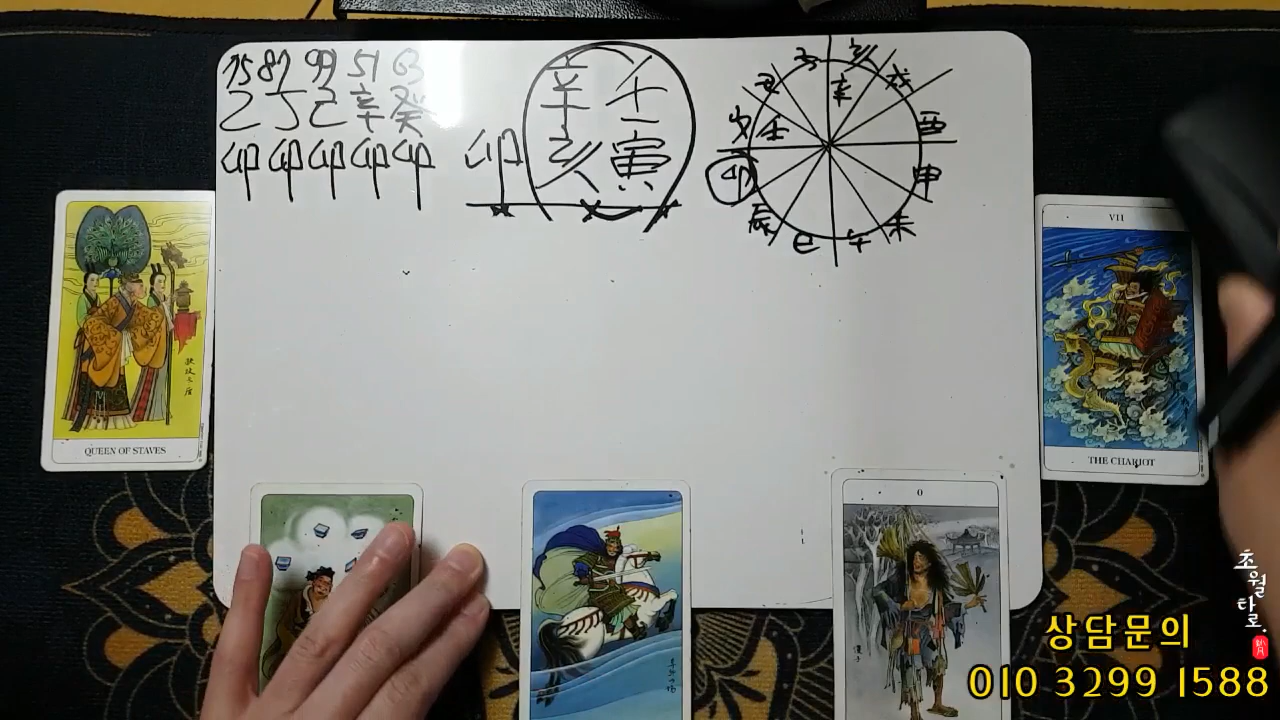 75 87 99 51 63
乙 丁 己 辛 癸
卯 卯 卯 卯 卯
辛 壬
卯 亥 寅
子 亥
丑 辛 戌
寅 壬 酉
卯 申
辰 未
巳 午
QUEEN OF STAVES
VII
THE CHARIOT
0
상담문의
010 3299 1588
초월타로